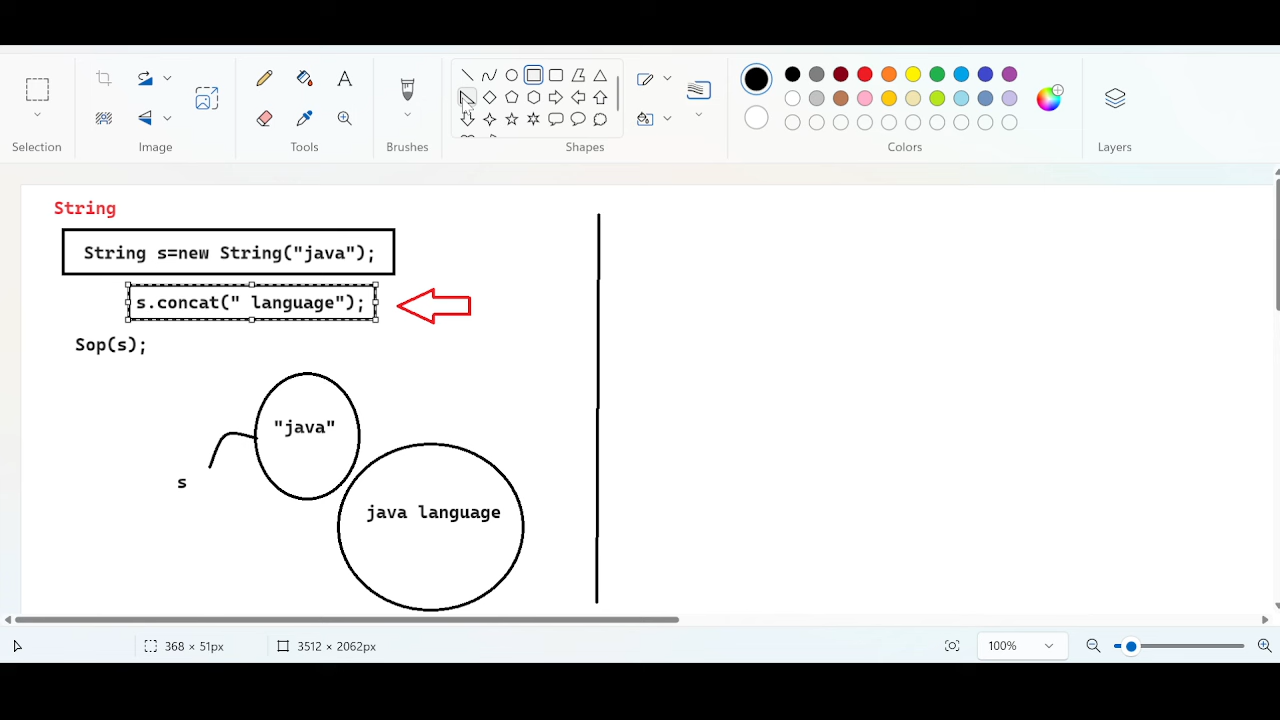 Selection
Image
Tools
Brushes
Shapes
Colors
Layers
String
String s=new String("java");
s.concat(" language");
Sop(s);
"java"
s
java language
368 × 51px
3512 × 2062px
100%